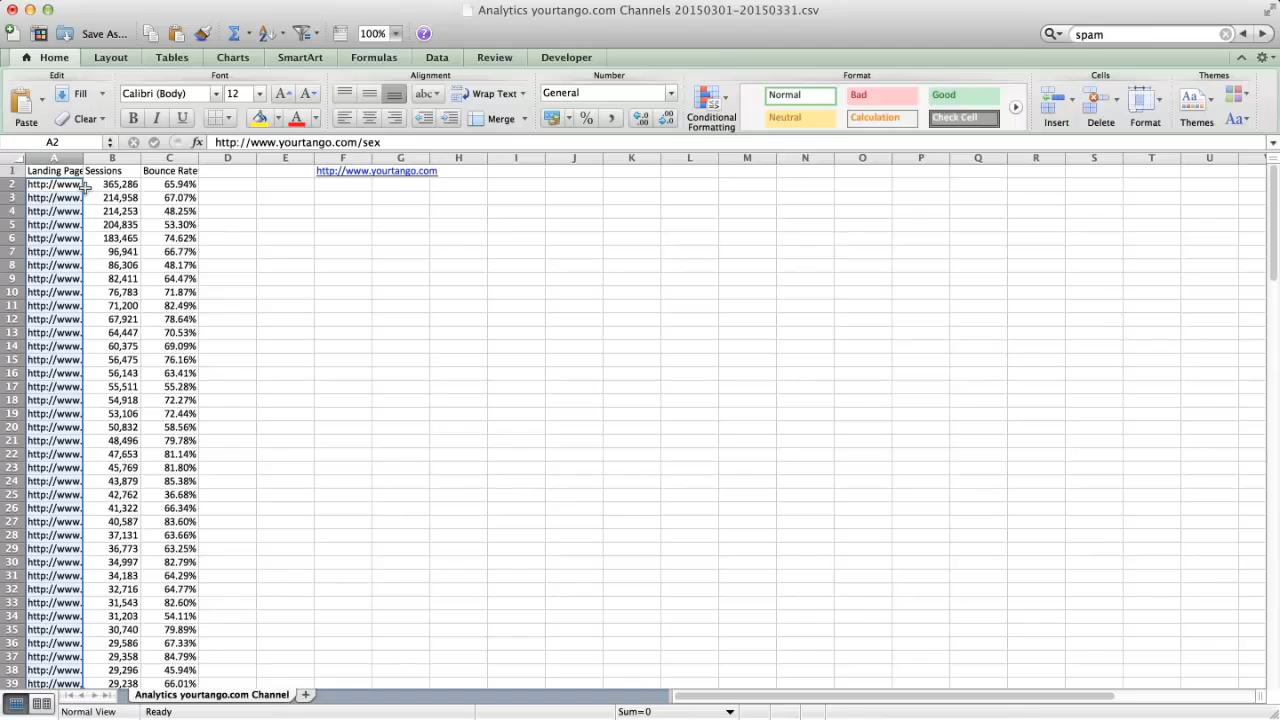 Analytics yourtango.com Channels 20150301-20150331.csv
Save As... 100% spam
Home Layout Tables Charts SmartArt Formulas Data Review Developer
Edit Font Alignment Number Format Cells Themes
Fill Calibri (Body) 12 abc Wrap Text General Normal Bad Good
Paste Clear B I U Merge % Conditional Formatting Neutral Calculation Check Cell Insert Delete Format Themes Aa
A2 fx http://www.yourtango.com/sex
A B C D E F G H I J K L M N O P Q R S T U
1 Landing Page Sessions Bounce Rate http://www.yourtango.com
2 http://www. 365,286 65.94%
3 http://www. 214,958 67.07%
4 http://www. 214,253 48.25%
5 http://www. 204,835 53.30%
6 http://www. 183,465 74.62%
7 http://www. 96,941 66.77%
8 http://www. 86,306 48.17%
9 http://www. 82,411 64.47%
10 http://www. 76,783 71.87%
11 http://www. 71,200 82.49%
12 http://www. 67,921 78.64%
13 http://www. 64,447 70.53%
14 http://www. 60,375 69.09%
15 http://www. 56,475 76.16%
16 http://www. 56,143 63.41%
17 http://www. 55,511 55.28%
18 http://www. 54,918 72.27%
19 http://www. 53,106 72.44%
20 http://www. 50,832 58.56%
21 http://www. 48,496 79.78%
22 http://www. 47,653 81.14%
23 http://www. 45,769 81.80%
24 http://www. 43,879 85.38%
25 http://www. 42,762 36.68%
26 http://www. 41,322 66.34%
27 http://www. 40,587 83.60%
28 http://www. 37,131 63.66%
29 http://www. 36,773 63.25%
30 http://www. 34,997 82.79%
31 http://www. 34,183 64.29%
32 http://www. 32,716 64.77%
33 http://www. 31,543 82.60%
34 http://www. 31,203 54.11%
35 http://www. 30,740 79.89%
36 http://www. 29,586 67.33%
37 http://www. 29,358 84.79%
38 http://www. 29,296 45.94%
39 http://www. 29,238 66.01%
Analytics yourtango.com Channel
Normal View Ready Sum=0